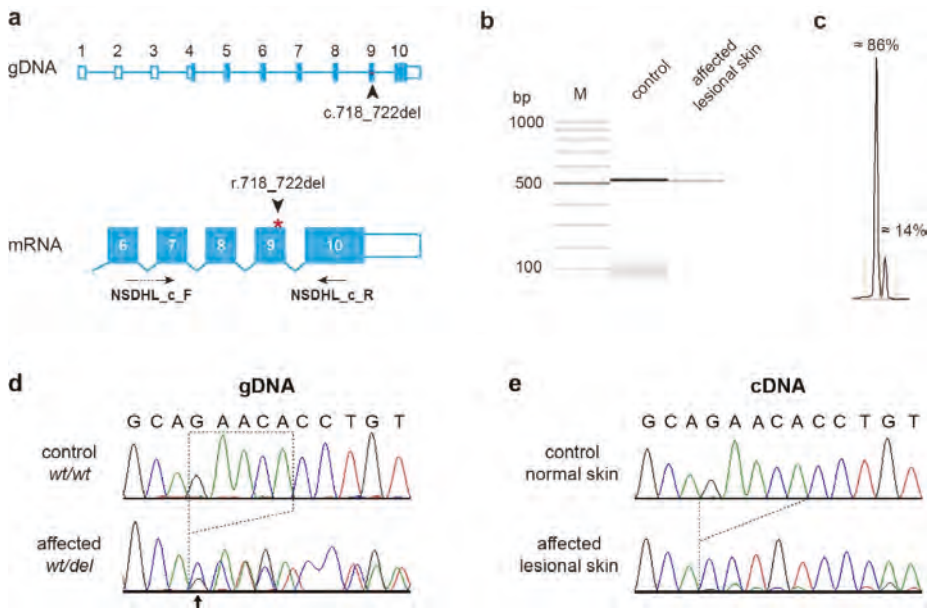 a
1 2 3 4 5 6 7 8 9 10
gDNA
c.718_722del
r.718_722del
*
mRNA
6 7 8 9 10
NSDHL_c_F
NSDHL_c_R
b
control
affected
lesional skin
bp
M
1000
500
100
c
≈ 86%
≈ 14%
d
gDNA
G C A G A A C A C C T G T
control
wt/wt
affected
wt/del
e
cDNA
G C A G A A C A C C T G T
control
normal skin
affected
lesional skin